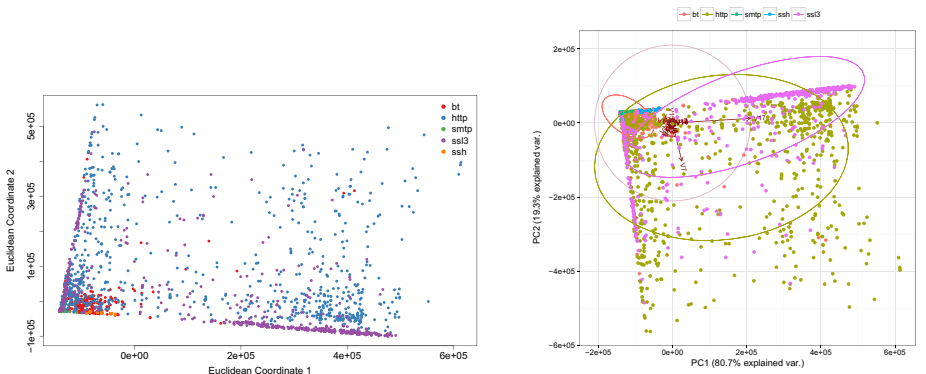 bt
http
smtp
ssl3
ssh
5e+05
3e+05
1e+05
−1e+05
Euclidean Coordinate 2
0e+00 2e+05 4e+05 6e+05
Euclidean Coordinate 1
bt http smtp ssh ssl3
2e+05
0e+00
−2e+05
−4e+05
−6e+05
PC2 (19.3% explained var.)
−2e+05 0e+00 2e+05 4e+05 6e+05
PC1 (80.7% explained var.)